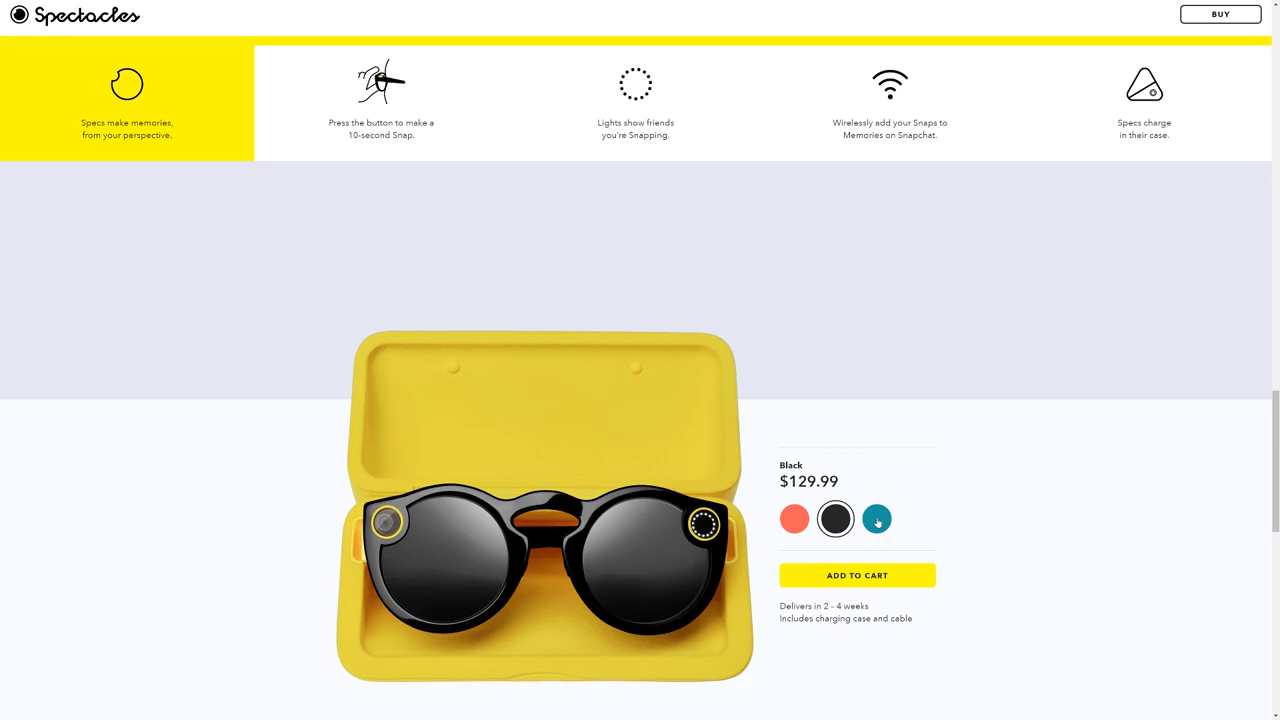 Spectacles
BUY
Specs make memories,
from your perspective.
Press the button to make a
10-second Snap.
Lights show friends
you're Snapping.
Wirelessly add your Snaps to
Memories on Snapchat.
Specs charge
in their case.
Black
$129.99
ADD TO CART
Delivers in 2 – 4 weeks
Includes charging case and cable